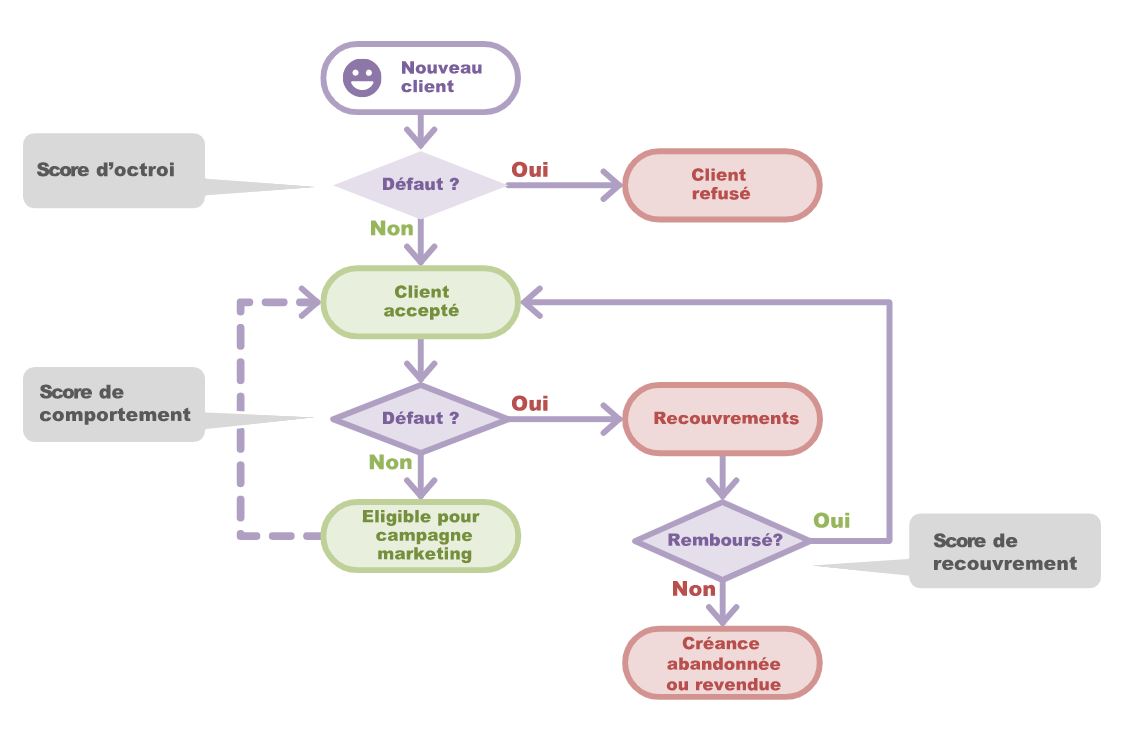 Nouveau
client
Score d’octroi
Défaut ?
Oui
Client
refusé
Non
Client
accepté
Score de
comportement
Défaut ?
Oui
Recouvrements
Non
Eligible pour
campagne
marketing
Remboursé?
Oui
Score de
recouvrement
Non
Créance
abandonnée
ou revendue